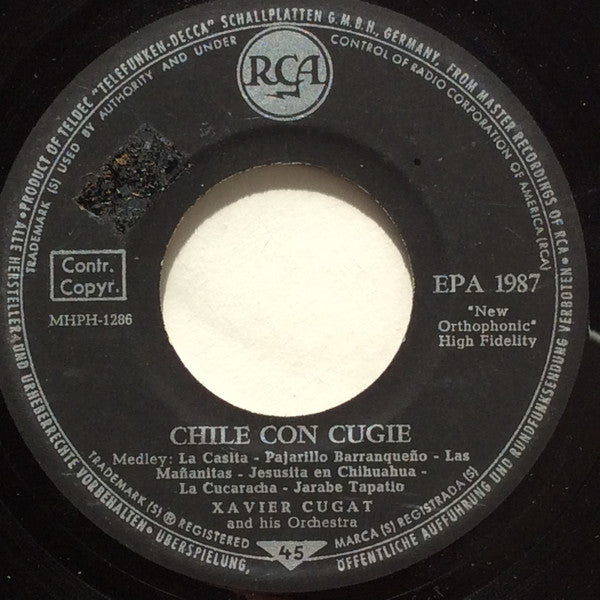 PRODUCT OF TELDEC "TELEFUNKEN-DECCA" SCHALLPLATTEN G.M.B.H., GERMANY, FROM MASTER RECORDINGS OF RCA •
TRADEMARK (S) USED BY AUTHORITY AND UNDER CONTROL OF RADIO CORPORATION OF AMERICA (RCA)
RCA
Contr.
Copyr.
MHPH-1286
EPA 1987
"New
Orthophonic"
High Fidelity
CHILE CON CUGIE
Medley: La Casita - Pajarillo Barranqueño - Las
Mañanitas - Jesusita en Chihuahua -
La Cucaracha - Jarabe Tapatio
XAVIER CUGAT
and his Orchestra
TRADEMARK (S) ® REGISTERED
MARCA (S) REGISTRADA (S)
45
• ALLE HERSTELLER- UND URHEBERRECHTE VORBEHALTEN • ÜBERSPIELUNG, ÖFFENTLICHE AUFFÜHRUNG UND RUNDFUNKSENDUNG VERBOTEN •